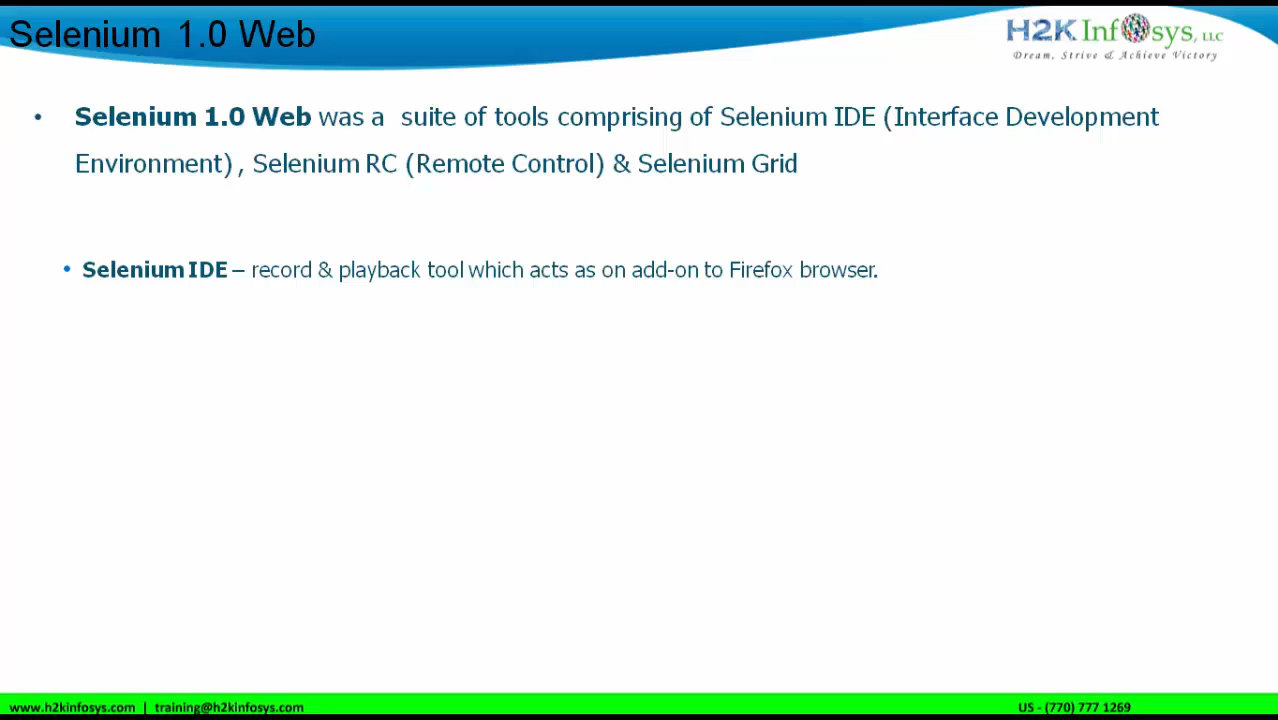 Selenium 1.0 Web
H2K Infosys, LLC
Dream, Strive & Achieve Victory
• Selenium 1.0 Web was a suite of tools comprising of Selenium IDE (Interface Development
Environment) , Selenium RC (Remote Control) & Selenium Grid
• Selenium IDE – record & playback tool which acts as on add-on to Firefox browser.
www.h2kinfosys.com | training@h2kinfosys.com
US - (770) 777 1269